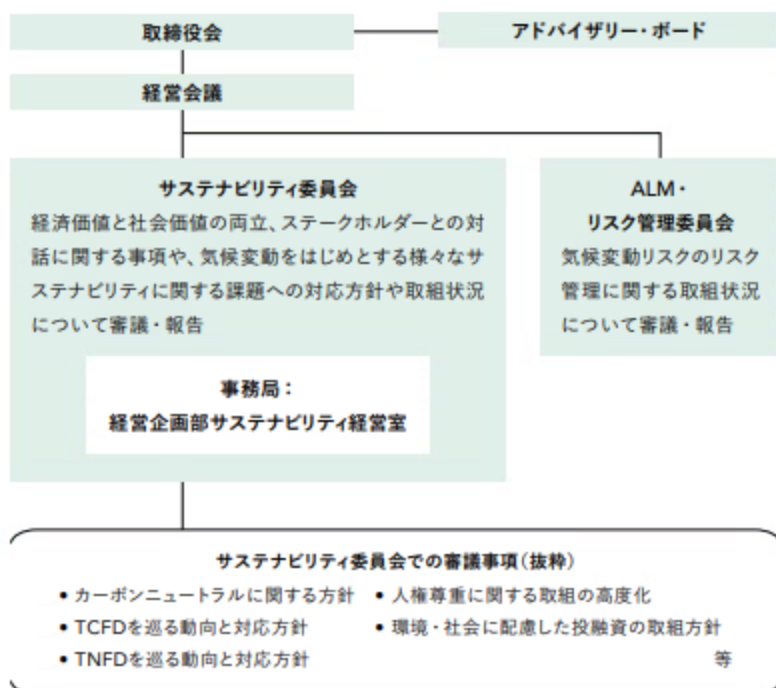 取締役会
アドバイザリー・ボード
経営会議
サステナビリティ委員会
経済価値と社会価値の両立、ステークホルダーとの対
話に関する事項や、気候変動をはじめとする様々なサ
ステナビリティに関する課題への対応方針や取組状況
について審議・報告
事務局：
経営企画部サステナビリティ経営室
ALM・
リスク管理委員会
気候変動リスクのリスク
管理に関する取組状況
について審議・報告
サステナビリティ委員会での審議事項（抜粋）
• カーボンニュートラルに関する方針
• TCFDを巡る動向と対応方針
• TNFDを巡る動向と対応方針
• 人権尊重に関する取組の高度化
• 環境・社会に配慮した投融資の取組方針
等